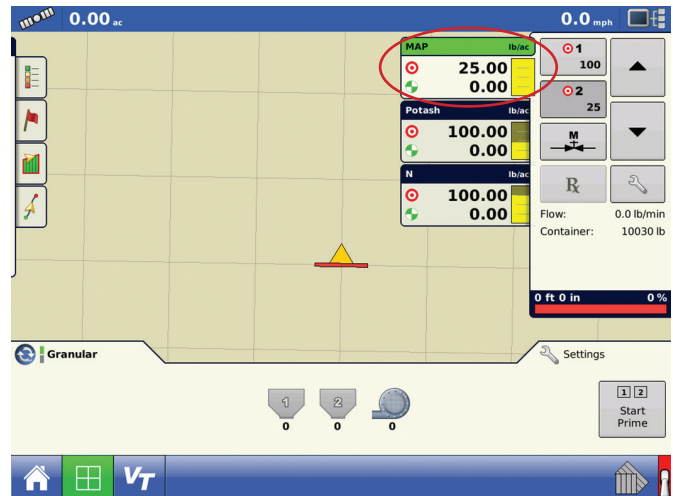 0.00 ac
0.0 mph
MAP lb/ac
25.00
0.00
Potash lb/ac
100.00
0.00
N lb/ac
100.00
0.00
1
100
2
25
M
Rx
Flow: 0.0 lb/min
Container: 10030 lb
0 ft 0 in 0 %
Granular
Settings
1
2
0
0
0
1 2
Start
Prime
VT